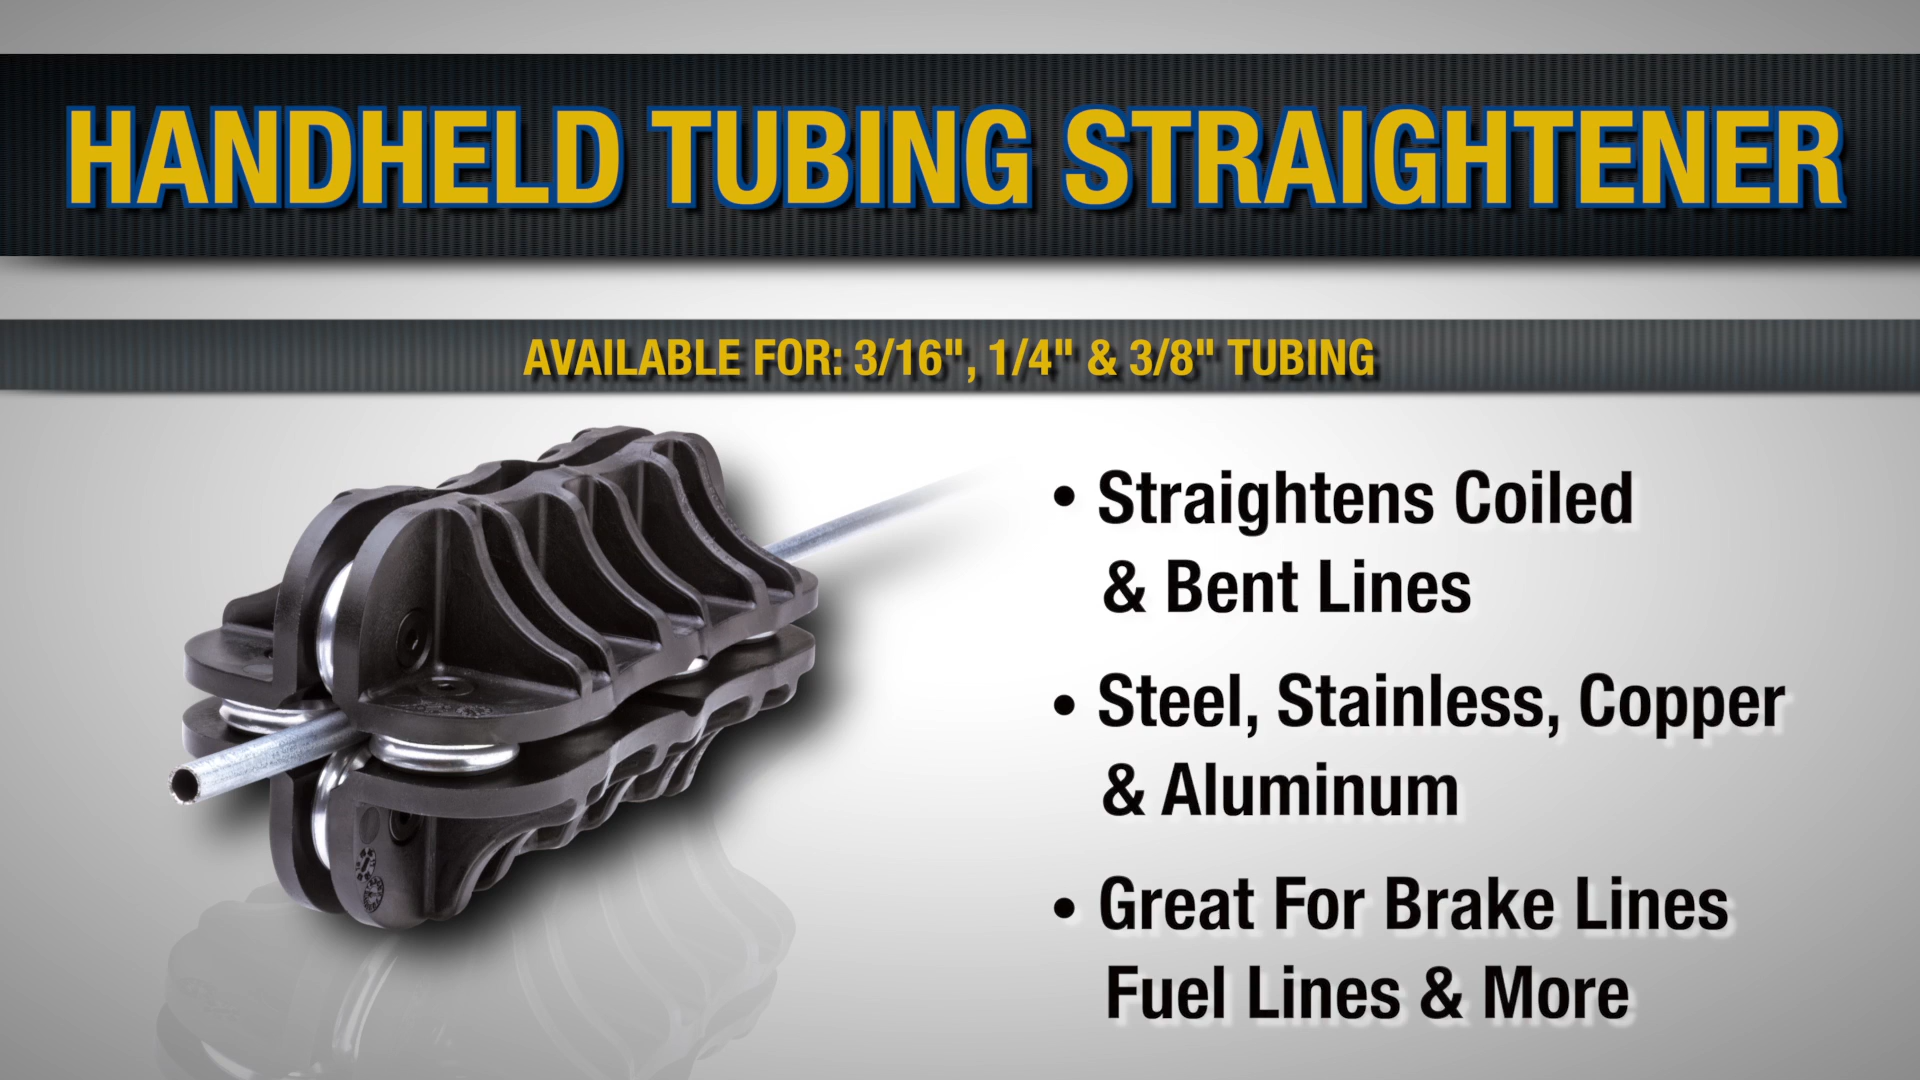 HANDHELD TUBING STRAIGHTENER
AVAILABLE FOR: 3/16", 1/4" & 3/8" TUBING
• Straightens Coiled
& Bent Lines
• Steel, Stainless, Copper
& Aluminum
• Great For Brake Lines
Fuel Lines & More